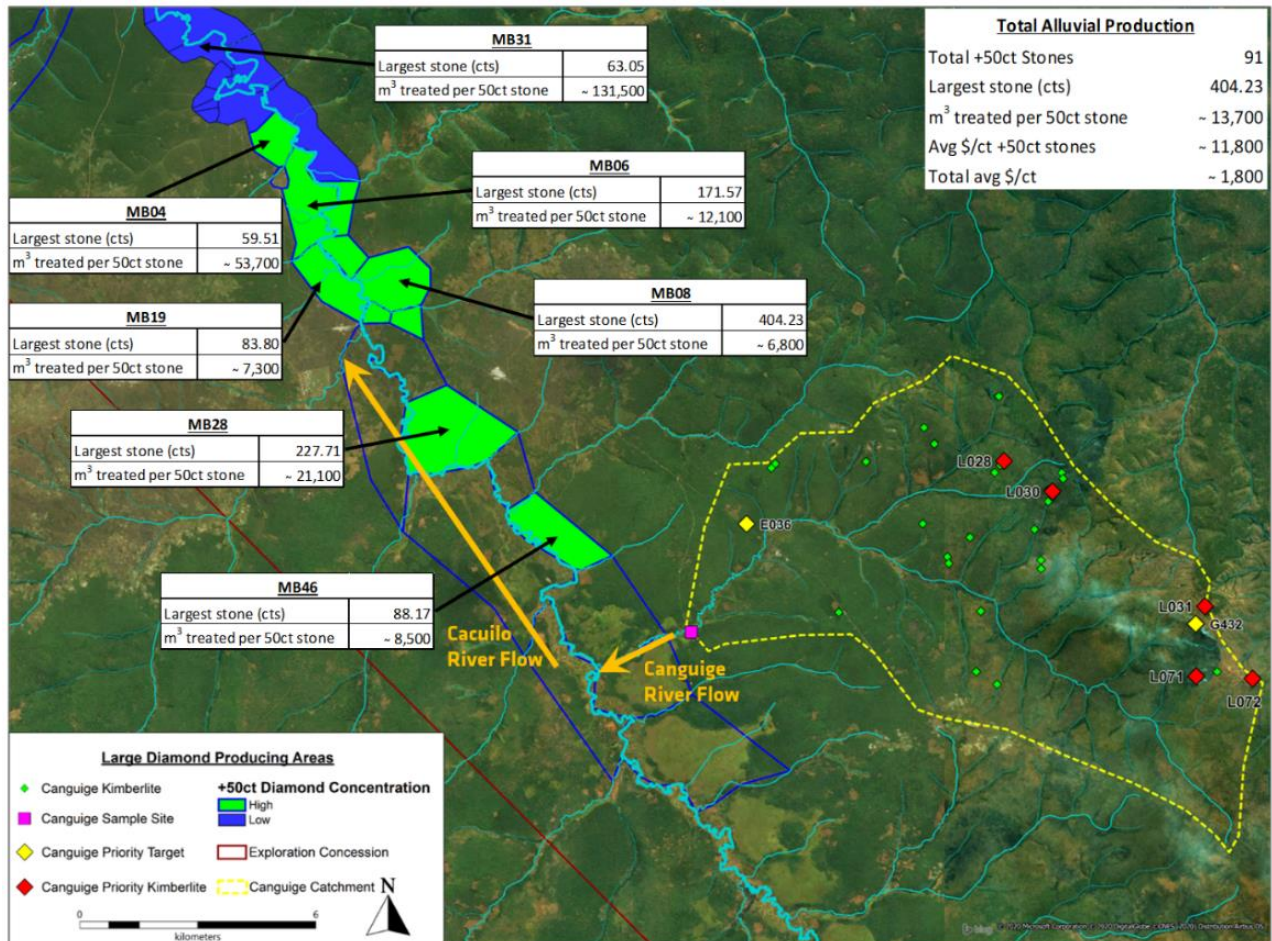 MB31
Largest stone (cts) 63.05
m³ treated per 50ct stone ~ 131,500
Total Alluvial Production
Total +50ct Stones 91
Largest stone (cts) 404.23
m³ treated per 50ct stone ~ 13,700
Avg $/ct +50ct stones ~ 11,800
Total avg $/ct ~ 1,800
MB06
Largest stone (cts) 171.57
m³ treated per 50ct stone ~ 12,100
MB04
Largest stone (cts) 59.51
m³ treated per 50ct stone ~ 53,700
MB08
Largest stone (cts) 404.23
m³ treated per 50ct stone ~ 6,800
MB19
Largest stone (cts) 83.80
m³ treated per 50ct stone ~ 7,300
MB28
Largest stone (cts) 227.71
m³ treated per 50ct stone ~ 21,100
L028
L030
E036
MB46
Largest stone (cts) 88.17
m³ treated per 50ct stone ~ 8,500
L031
G432
L071
L072
Cacuilo
River Flow
Canguige
River Flow
Large Diamond Producing Areas
Canguige Kimberlite
Canguige Sample Site
Canguige Priority Target
Canguige Priority Kimberlite
+50ct Diamond Concentration
High
Low
Exploration Concession
Canguige Catchment
N
0 6
kilometers